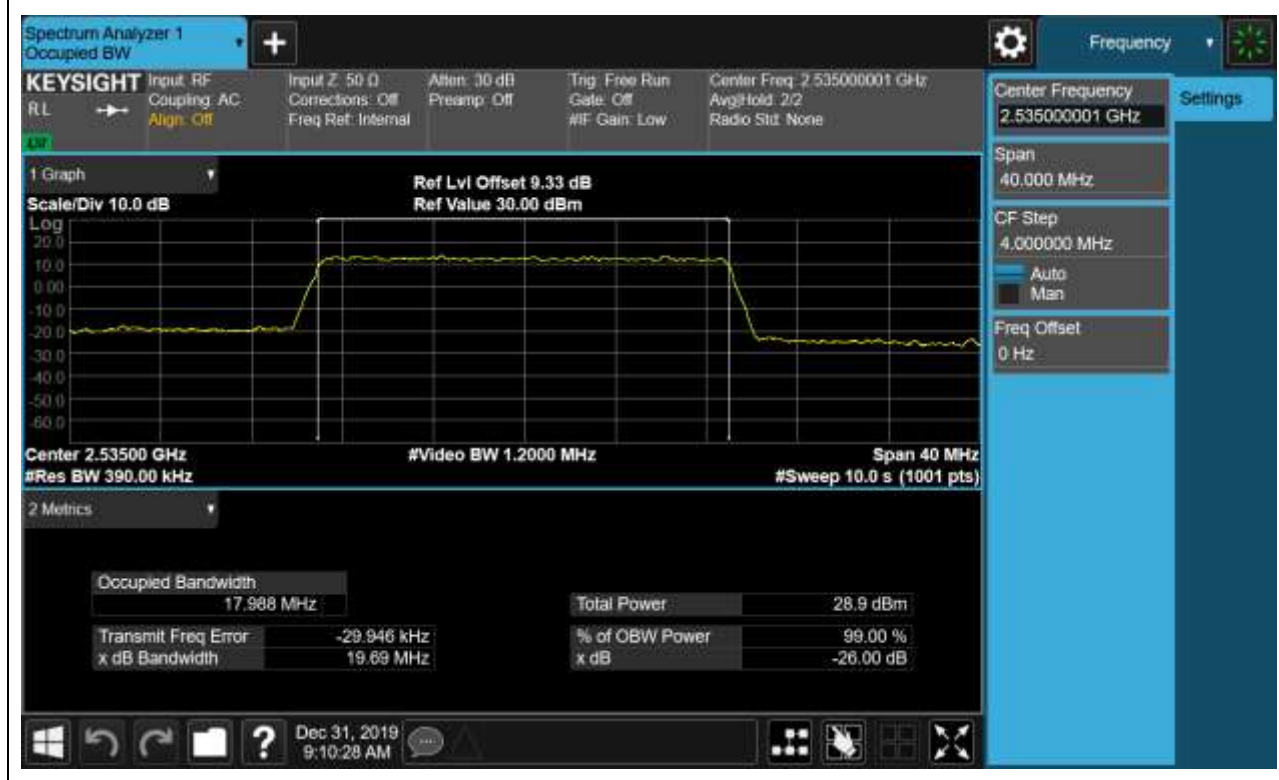 Spectrum Analyzer 1
Occupied BW
+
Frequency
KEYSIGHT
RL
Input: RF
Coupling: AC
Align: Off
Input Z: 50 Ω
Corrections: Off
Freq Ref: Internal
Atten: 30 dB
Preamp: Off
Trig: Free Run
Gate: Off
#IF Gain: Low
Center Freq: 2.535000001 GHz
Avg|Hold: 2/2
Radio Std: None
Center Frequency
2.535000001 GHz
Settings
Span
40.000 MHz
CF Step
4.000000 MHz
Auto
Man
Freq Offset
0 Hz
1 Graph
Scale/Div 10.0 dB
Ref Lvl Offset 9.33 dB
Ref Value 30.00 dBm
Log
20.0
10.0
0.00
-10.0
-20.0
-30.0
-40.0
-50.0
-60.0
Center 2.53500 GHz
#Video BW 1.2000 MHz
Span 40 MHz
#Res BW 390.00 kHz
#Sweep 10.0 s (1001 pts)
2 Metrics
Occupied Bandwidth
17.988 MHz
Total Power 28.9 dBm
Transmit Freq Error -29.946 kHz
% of OBW Power 99.00 %
x dB Bandwidth 19.69 MHz
x dB -26.00 dB
?
Dec 31, 2019
9:10:28 AM